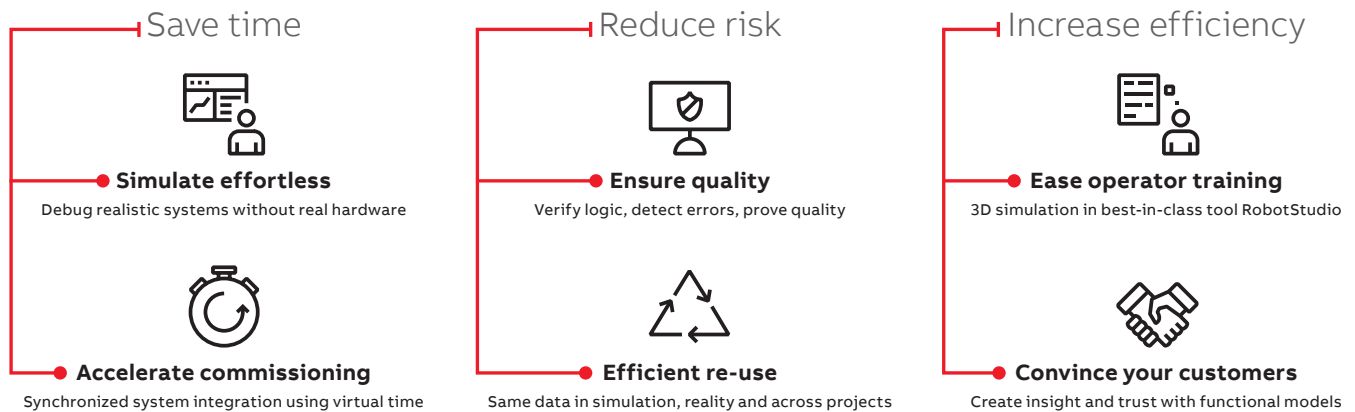 Save time
Simulate effortless
Debug realistic systems without real hardware
Accelerate commissioning
Synchronized system integration using virtual time
Reduce risk
Ensure quality
Verify logic, detect errors, prove quality
Efficient re-use
Same data in simulation, reality and across projects
Increase efficiency
Ease operator training
3D simulation in best-in-class tool RobotStudio
Convince your customers
Create insight and trust with functional models